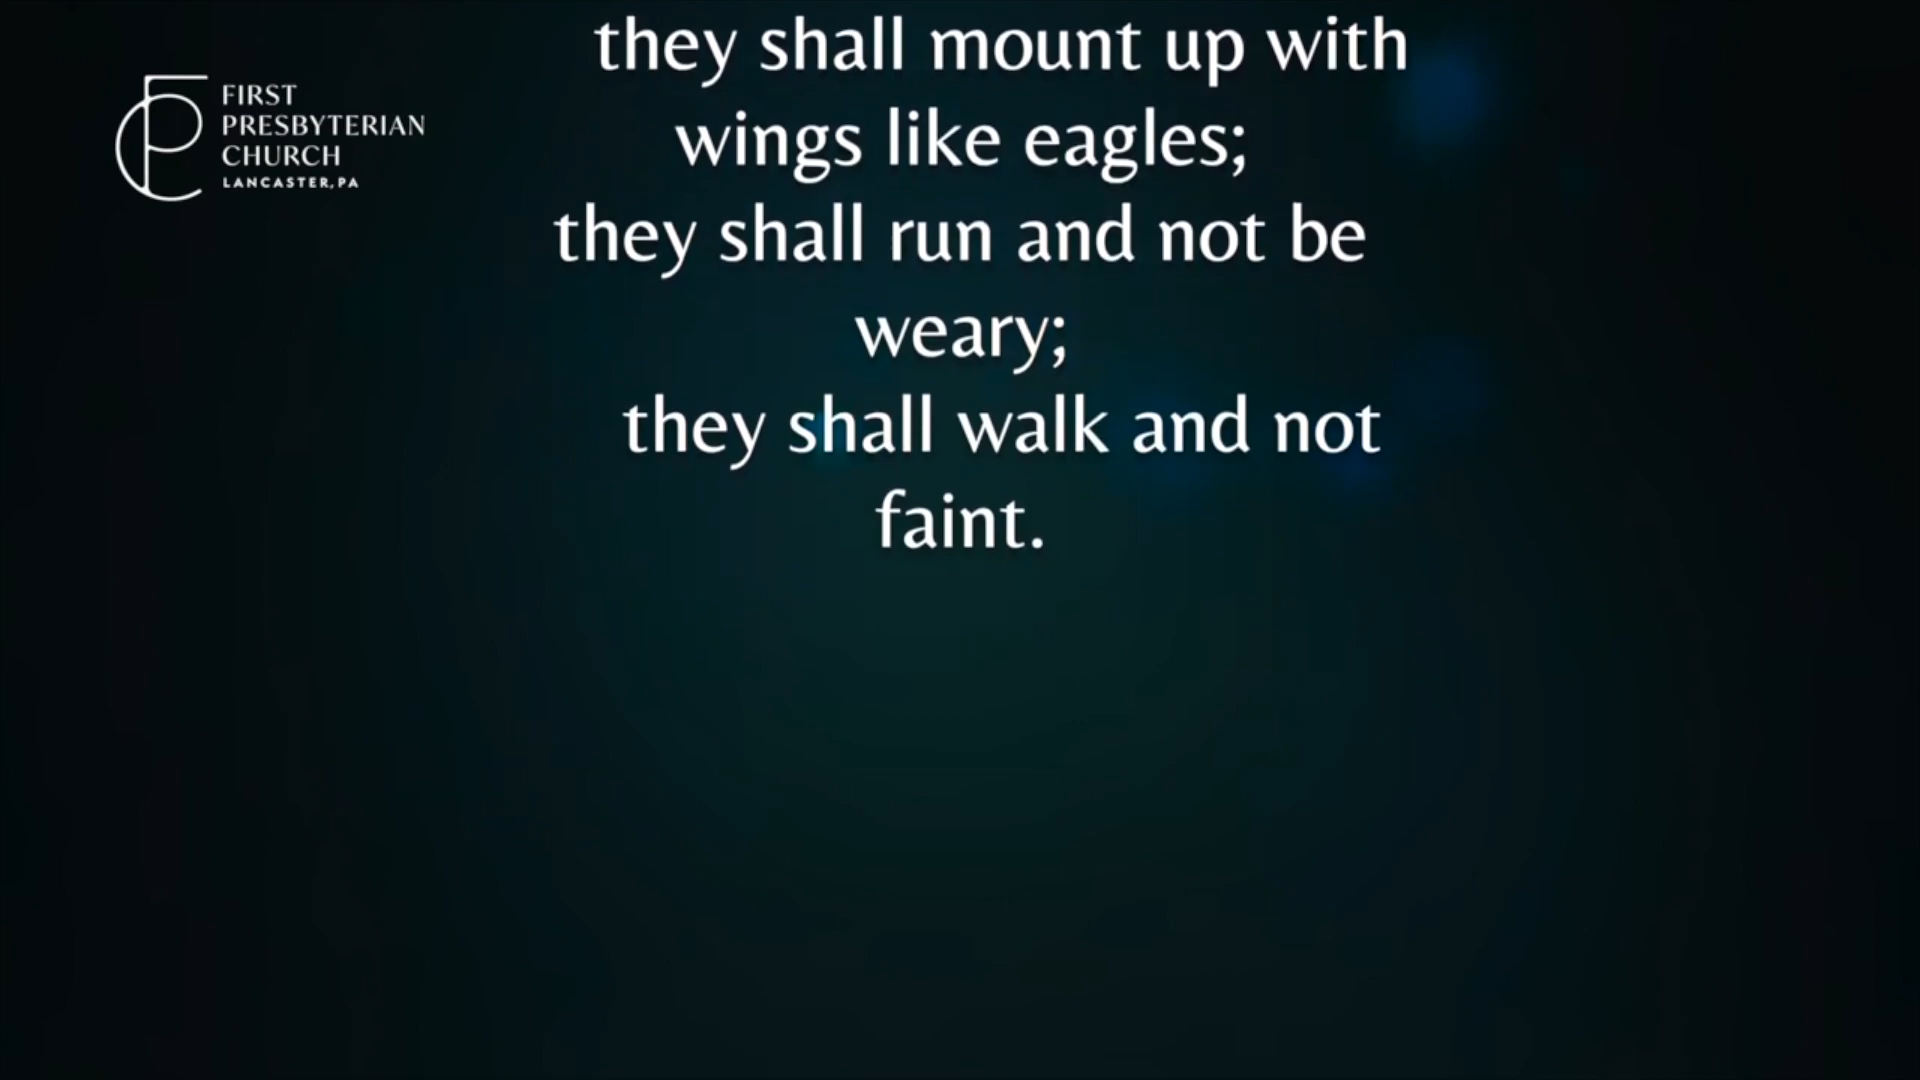 they shall mount up with
wings like eagles;
they shall run and not be
weary;
they shall walk and not
faint.
FIRST
PRESBYTERIAN
CHURCH
LANCASTER, PA